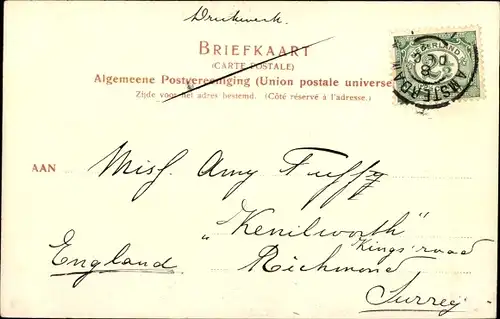 Drukwerk.
BRIEFKAART
(CARTE POSTALE)
Algemeene Postvereeniging (Union postale universe
Zijde voor het adres bestemd. (Côté réservé à l'adresse.)
NEDERLAND
AMSTERDAM
AAN Miss. Amy
"Kenilworth"
Kings' road
England Richmond
Surrey